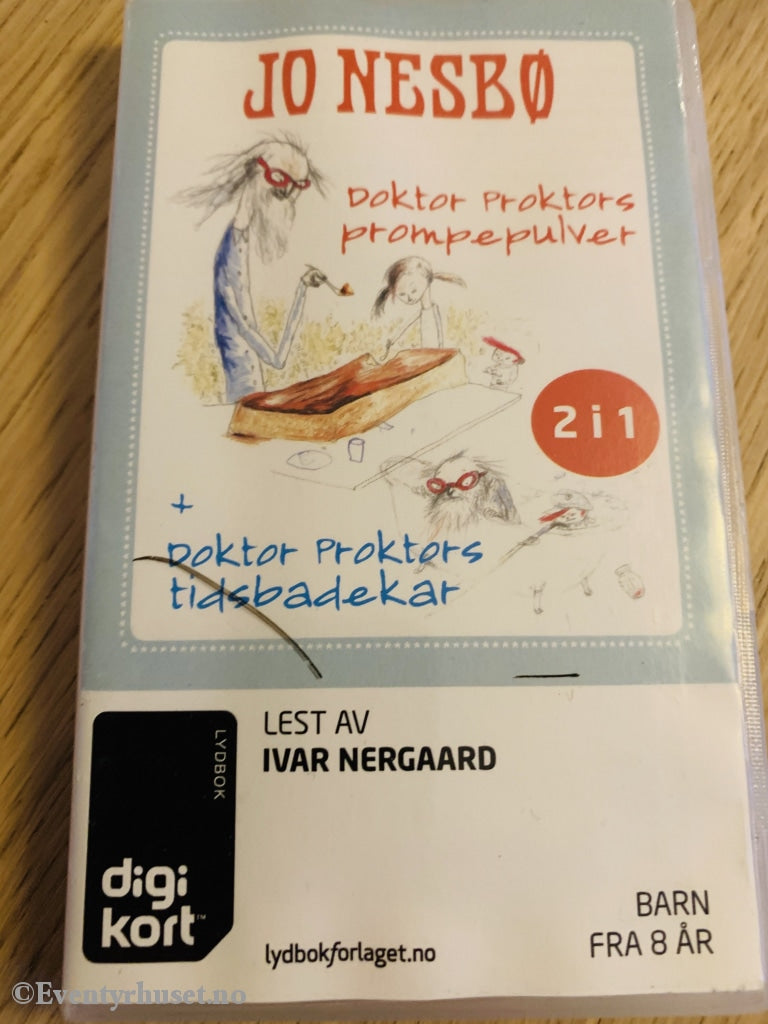 JO NESBØ
Doktor Proktors
prompepulver
2 i 1
+
Doktor Proktors
tidsbadekar
LYDBOK
digi
kort™
LEST AV
IVAR NERGAARD
lydbokforlaget.no
BARN
FRA 8 ÅR
©Eventyrhuset.no